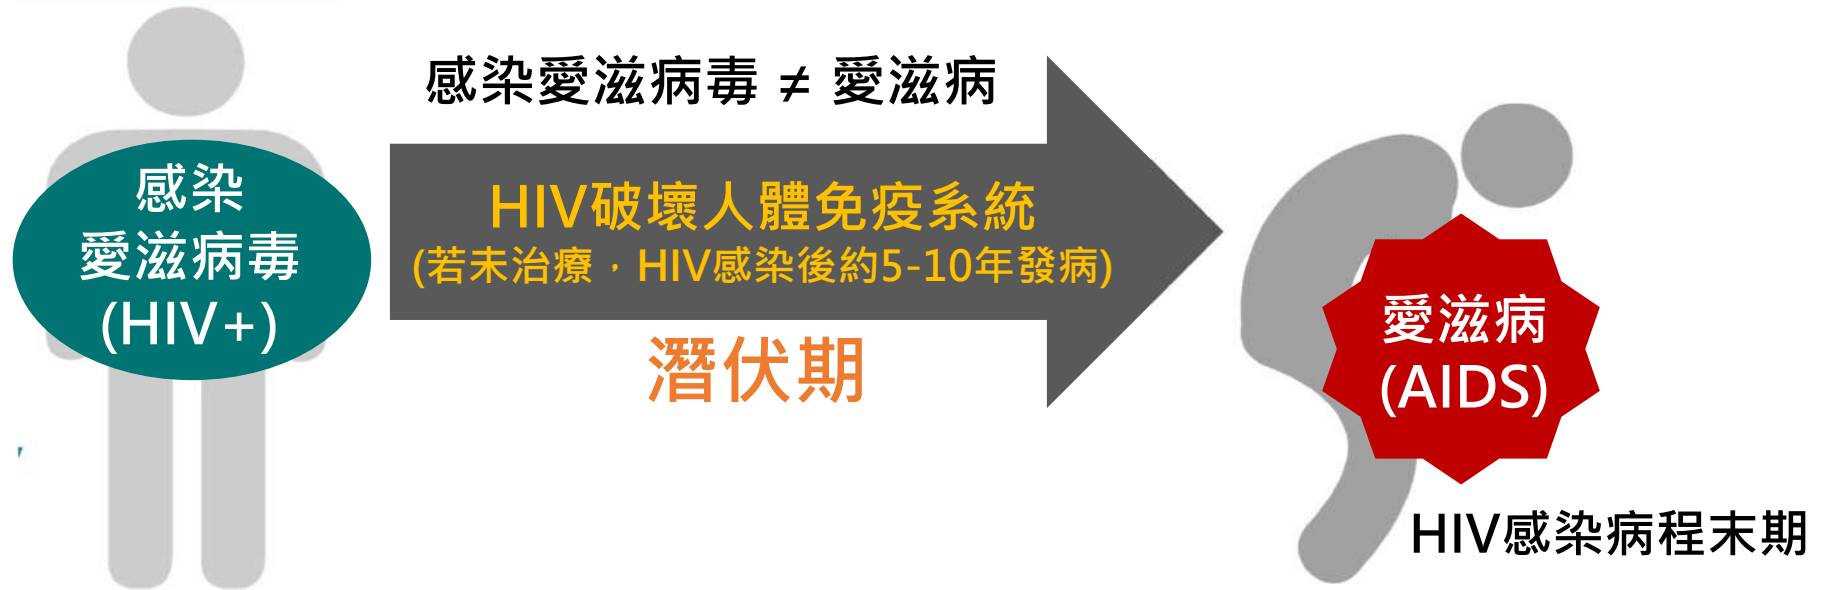 感染愛滋病毒 ≠ 愛滋病
感染
愛滋病毒
(HIV+)
HIV破壞人體免疫系統
(若未治療，HIV感染後約5-10年發病)
潛伏期
愛滋病
(AIDS)
HIV感染病程末期